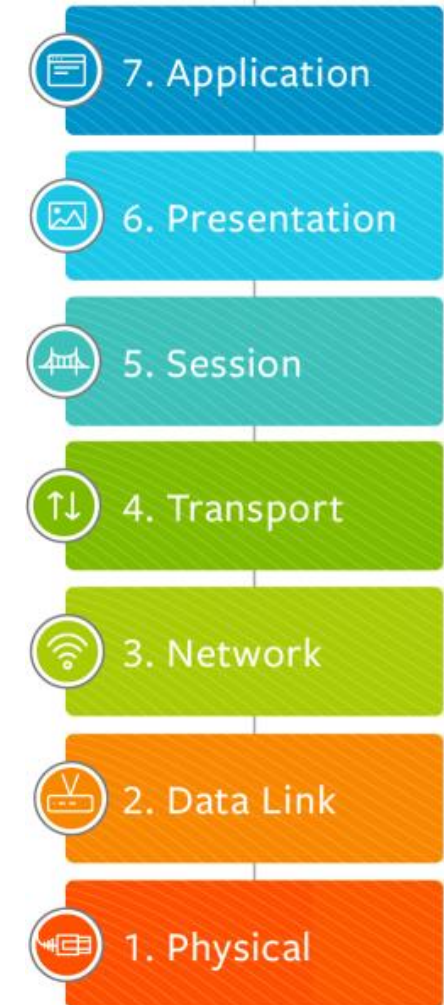 7. Application
6. Presentation
5. Session
4. Transport
3. Network
2. Data Link
1. Physical